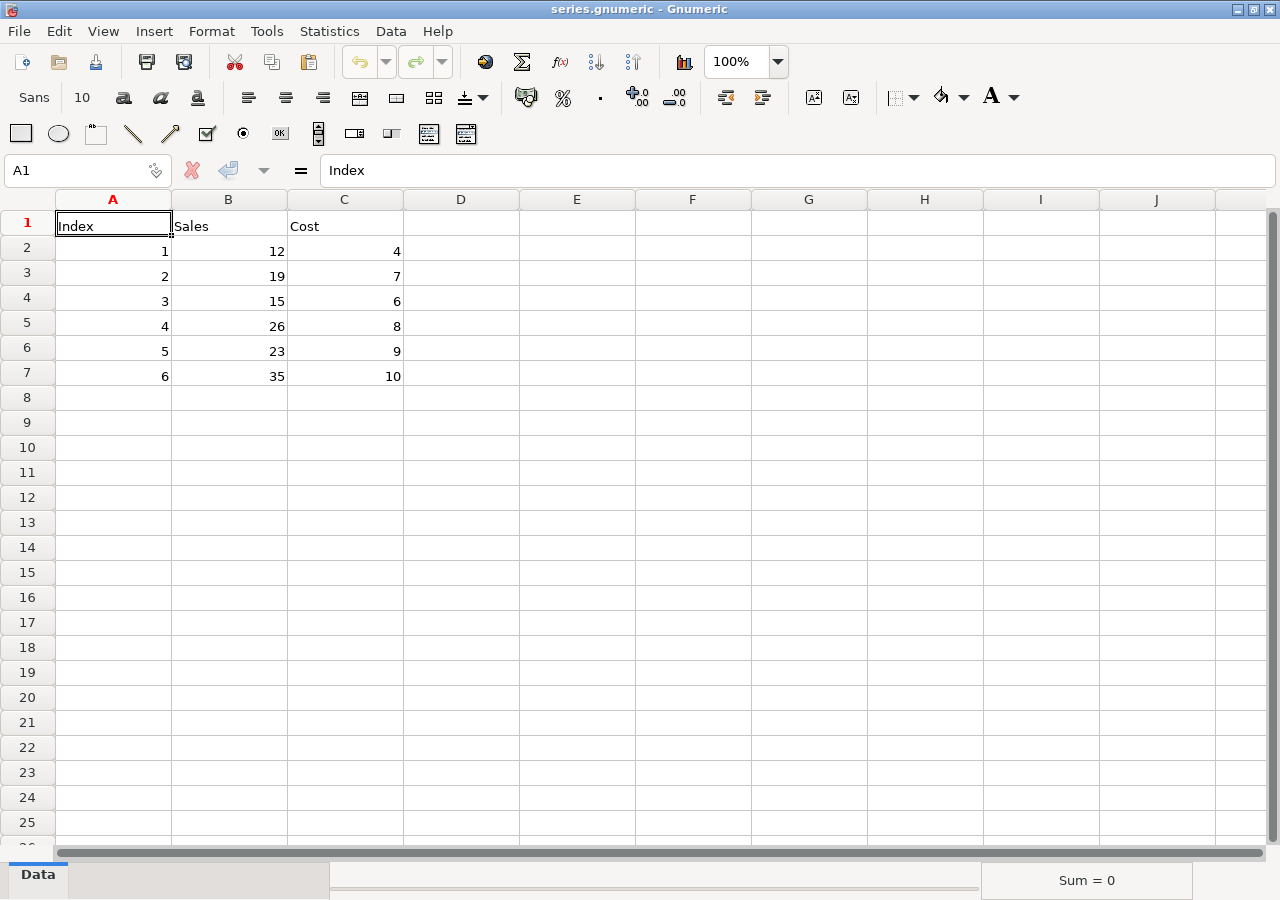 series.gnumeric - Gnumeric
File Edit View Insert Format Tools Statistics Data Help
100%
Sans 10
A1 Index
A B C D E F G H I J
1 Index Sales Cost
2 1 12 4
3 2 19 7
4 3 15 6
5 4 26 8
6 5 23 9
7 6 35 10
8
9
10
11
12
13
14
15
16
17
18
19
20
21
22
23
24
25
Data Sum = 0